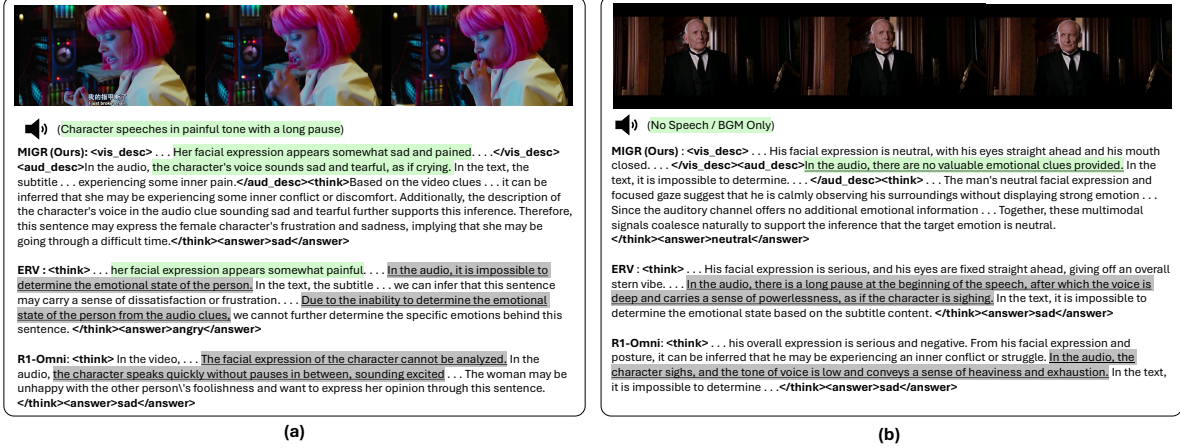 我的指甲断了
I just broke a nail
(Character speeches in painful tone with a long pause)
MIGR (Ours): <vis_desc> . . . Her facial expression appears somewhat sad and pained. . . .</vis_desc>
<aud_desc>In the audio, the character's voice sounds sad and tearful, as if crying. In the text, the
subtitle . . . experiencing some inner pain.</aud_desc><think>Based on the video clues . . . it can be
inferred that she may be experiencing some inner conflict or discomfort. Additionally, the description
of the character's voice in the audio clue sounding sad and tearful further supports this inference. Therefore,
this sentence may express the female character's frustration and sadness, implying that she may be
going through a difficult time.</think><answer>sad</answer>
ERV : <think> . . . her facial expression appears somewhat painful. . . . In the audio, it is impossible to
determine the emotional state of the person. In the text, the subtitle . . . we can infer that this sentence
may carry a sense of dissatisfaction or frustration. . . . Due to the inability to determine the emotional
state of the person from the audio clues, we cannot further determine the specific emotions behind this
sentence. </think><answer>angry</answer>
R1-Omni: <think> In the video, . . . The facial expression of the character cannot be analyzed. In the
audio, the character speaks quickly without pauses in between, sounding excited . . . The woman may be
unhappy with the other person\'s foolishness and want to express her opinion through this sentence.
</think><answer>sad</answer>
(a)
(No Speech / BGM Only)
MIGR (Ours) : <vis_desc> . . . His facial expression is neutral, with his eyes straight ahead and his mouth
closed. . . . </vis_desc><aud_desc>In the audio, there are no valuable emotional clues provided. In the
text, it is impossible to determine. . . . </aud_desc><think> . . . The man's neutral facial expression and
focused gaze suggest that he is calmly observing his surroundings without displaying strong emotion . . .
Since the auditory channel offers no additional emotional information . . . Together, these multimodal
signals coalesce naturally to support the inference that the target emotion is neutral.
</think><answer>neutral</answer>
ERV : <think> . . . His facial expression is serious, and his eyes are fixed straight ahead, giving off an overall
stern vibe. . . . In the audio, there is a long pause at the beginning of the speech, after which the voice is
deep and carries a sense of powerlessness, as if the character is sighing. In the text, it is impossible to
determine the emotional state based on the subtitle content. </think><answer>sad</answer>
R1-Omni: <think> . . . his overall expression is serious and negative. From his facial expression and
posture, it can be inferred that he may be experiencing an inner conflict or struggle. In the audio, the
character sighs, and the tone of voice is low and conveys a sense of heaviness and exhaustion. In the text,
it is impossible to determine . . .</think><answer>sad</answer>
(b)